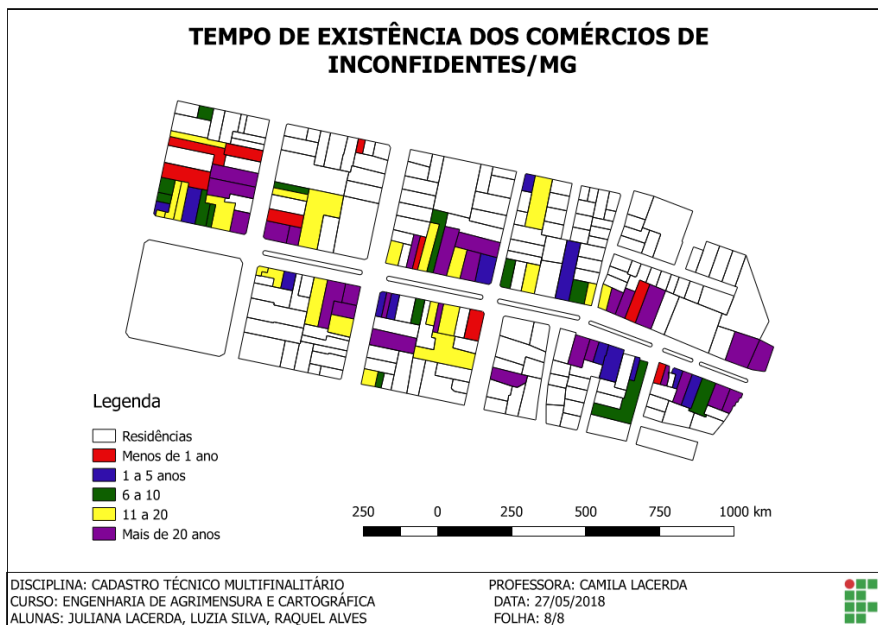 TEMPO DE EXISTÊNCIA DOS COMÉRCIOS DE
INCONFIDENTES/MG
Legenda
Residências
Menos de 1 ano
1 a 5 anos
6 a 10
11 a 20
Mais de 20 anos
250 0 250 500 750 1000 km
DISCIPLINA: CADASTRO TÉCNICO MULTIFINALITÁRIO
CURSO: ENGENHARIA DE AGRIMENSURA E CARTOGRÁFICA
ALUNAS: JULIANA LACERDA, LUZIA SILVA, RAQUEL ALVES
PROFESSORA: CAMILA LACERDA
DATA: 27/05/2018
FOLHA: 8/8